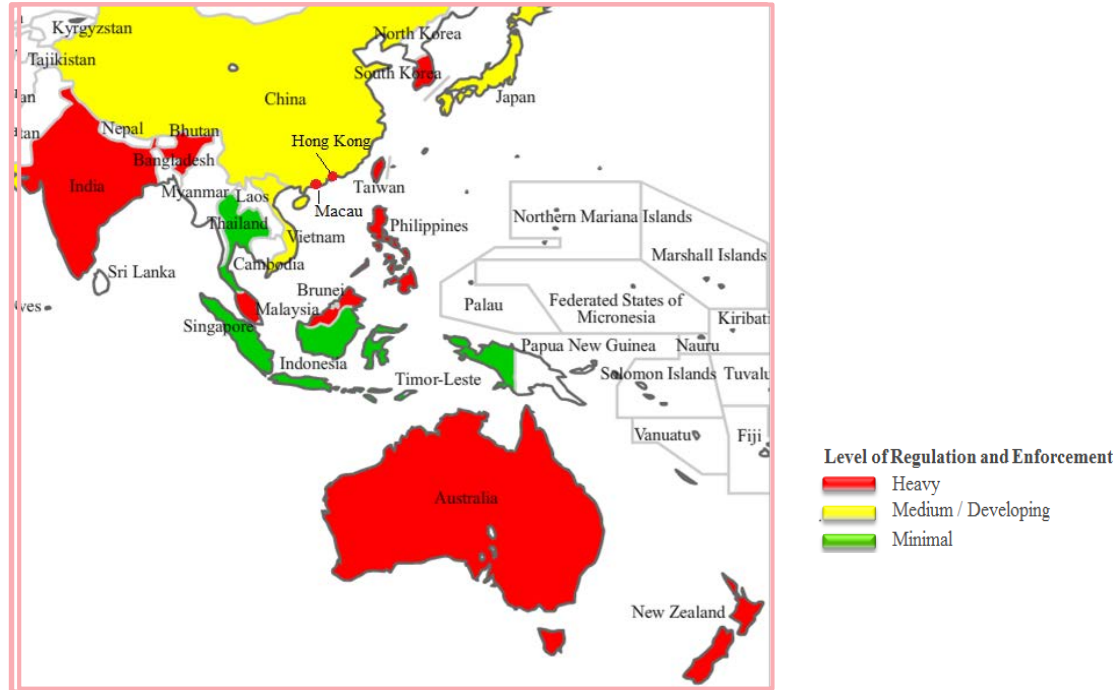 Kyrgyzstan
North Korea
Tajikistan
South Korea
China
Japan
an
Nepal
Bhutan
Hong Kong
tan
Bangladesh
India
Myanmar
Laos
Taiwan
Macau
Thailand
Philippines
Northern Mariana Islands
Vietnam
Marshall Islands
Cambodia
Sri Lanka
Brunei
ves
Malaysia
Palau
Federated States of
Micronesia
Singapore
Kiribati
Papua New Guinea
Nauru
Indonesia
Timor-Leste
Solomon Islands
Tuvalu
Vanuatu
Fiji
Level of Regulation and Enforcement
Heavy
Australia
Medium / Developing
Minimal
New Zealand